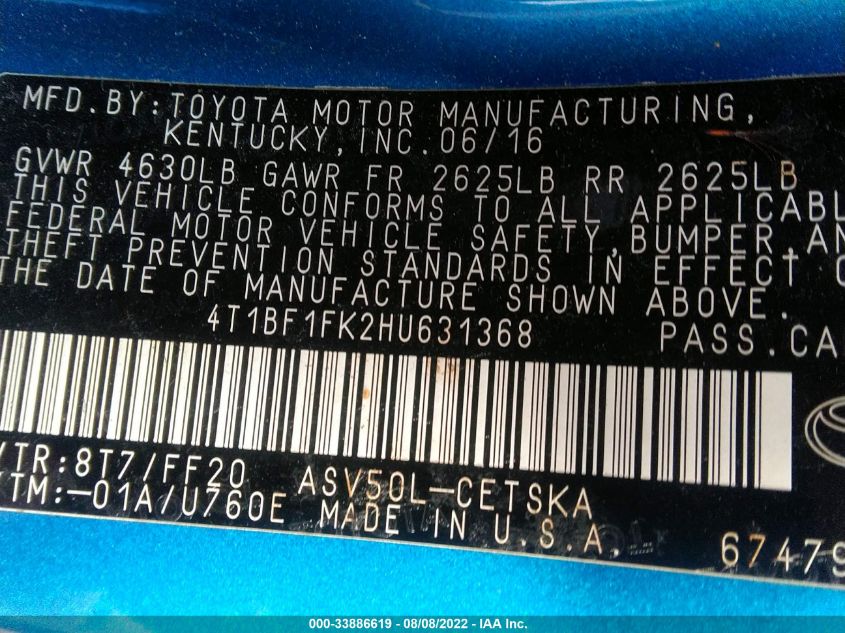 MFD.BY:TOYOTA MOTOR MANUFACTURING,
KENTUCKY,INC.06/16
GVWR 4630LB GAWR FR 2625LB RR 2625LB
THIS VEHICLE CONFORMS TO ALL APPLICABL
FEDERAL MOTOR VEHICLE SAFETY,BUMPER,AN
THEFT PREVENTION STANDARDS IN EFFECT O
THE DATE OF MANUFACTURE SHOWN ABOVE.
4T1BF1FK2HU631368 PASS.CA
/TR:8T7/FF20 ASV50L-CETSKA
/TM:-01A/U760E MADE IN U.S.A. 67479
000-33886619 - 08/08/2022 - IAA Inc.